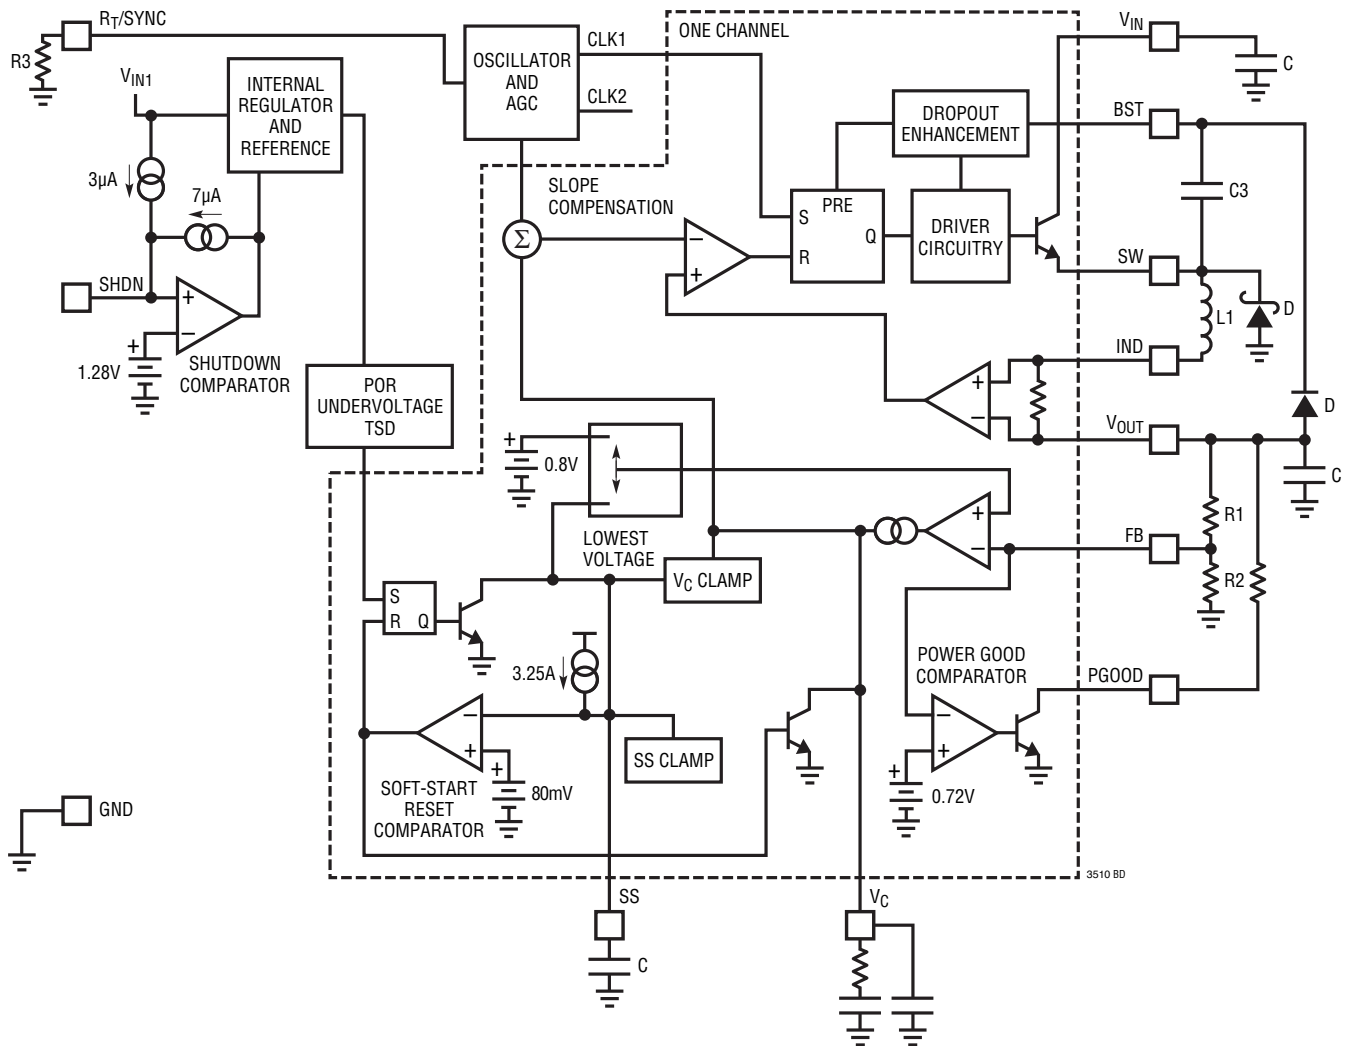 RT/SYNC
R3
VIN1
INTERNAL
REGULATOR
AND
REFERENCE
3µA
7µA
SHDN
+
–
+
1.28V
SHUTDOWN
COMPARATOR
POR
UNDERVOLTAGE
TSD
OSCILLATOR
AND
AGC
CLK1
CLK2
ONE CHANNEL
SLOPE
COMPENSATION
Σ
–
+
S
PRE
R
Q
DROPOUT
ENHANCEMENT
DRIVER
CIRCUITRY
VIN
C
BST
C3
SW
L1
D
IND
+
–
VOUT
D
C
R1
FB
R2
+
0.8V
LOWEST
VOLTAGE
+
–
VC CLAMP
S
R
Q
3.25A
–
+
SS CLAMP
+
80mV
SOFT-START
RESET
COMPARATOR
POWER GOOD
COMPARATOR
PGOOD
–
+
+
0.72V
GND
3510 BD
SS
C
VC